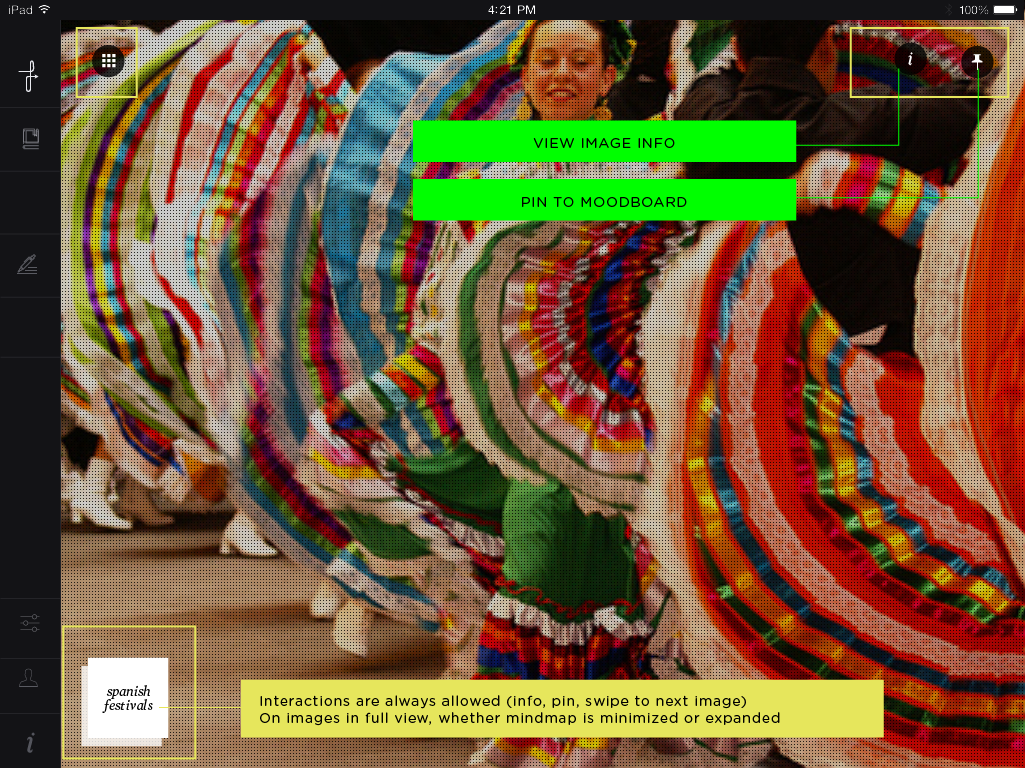 iPad
4:21 PM
100%
i
VIEW IMAGE INFO
PIN TO MOODBOARD
spanish
festivals
Interactions are always allowed (info, pin, swipe to next image)
On images in full view, whether mindmap is minimized or expanded
i